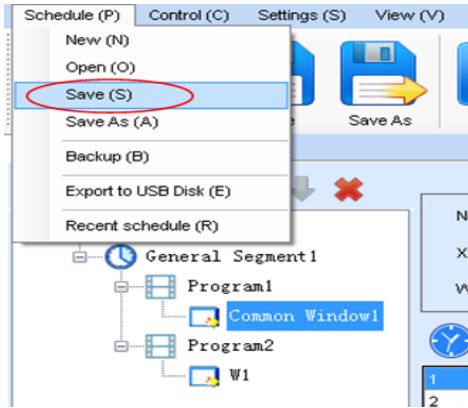 Schedule (P) Control (C) Settings (S) View (V)
New (N)
Open (O)
Save (S)
Save As (A)
Backup (B)
Export to USB Disk (E)
Recent schedule (R)
Save As
General Segment1
Program1
Common Window1
Program2
W1
1
2